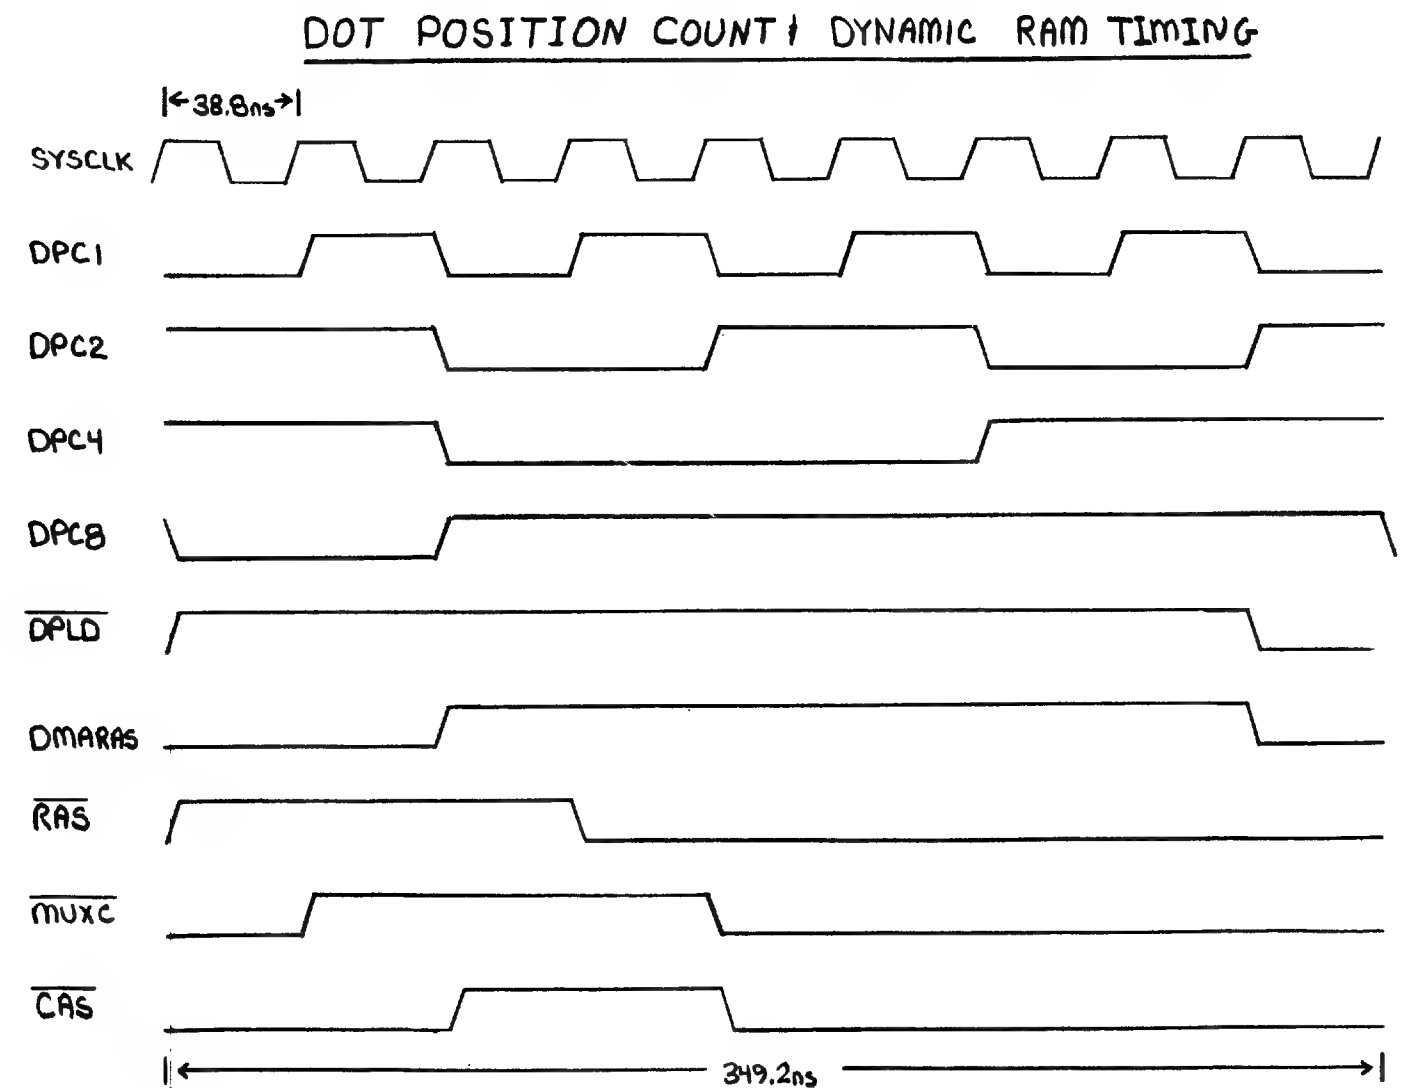 DOT POSITION COUNT & DYNAMIC RAM TIMING
38.8ns
SYSCLK
DPC1
DPC2
DPC4
DPC8
DPLD
DMARAS
RAS
MUXC
CAS
349.2ns